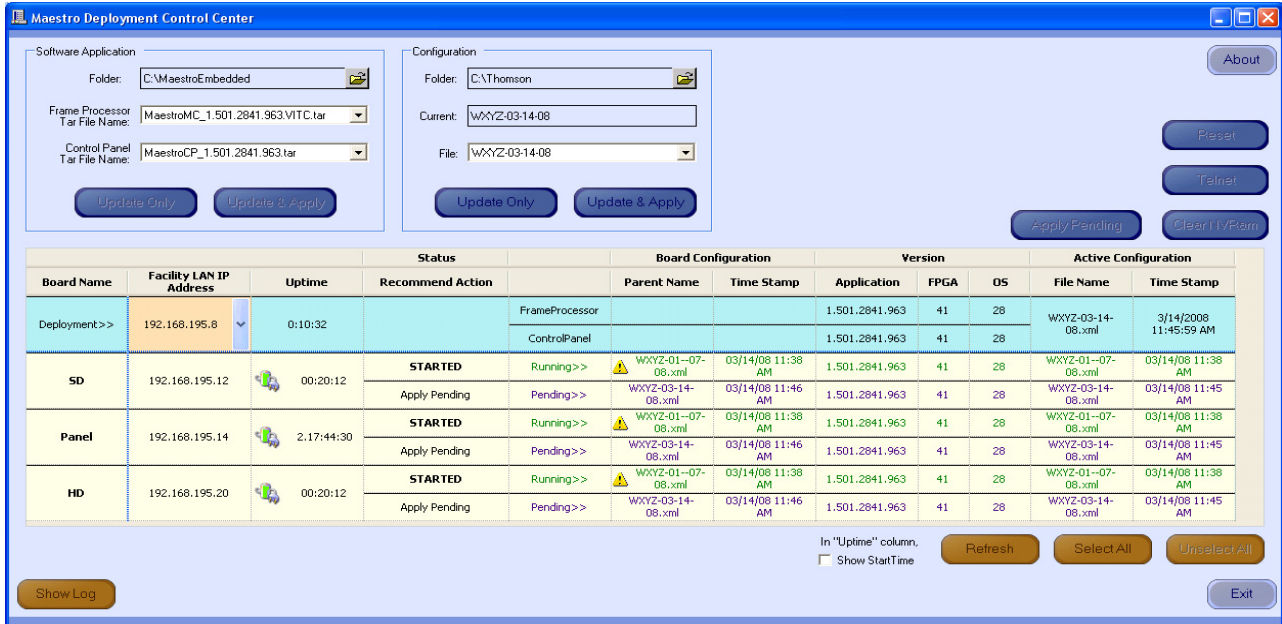 Maestro Deployment Control Center
Software Application
Folder: C:\MaestroEmbedded
Frame Processor
Tar File Name: MaestroMC_1.501.2841.963.VITC.tar
Control Panel
Tar File Name: MaestroCP_1.501.2841.963.tar
Update Only Update & Apply
Configuration
Folder: C:\Thomson
Current: WXYZ-03-14-08
File: WXYZ-03-14-08
Update Only Update & Apply
About
Reset
Telnet
Apply Pending Clear NVRam
Status Board Configuration Version Active Configuration
Board Name Facility LAN IP Address Uptime Recommend Action Parent Name Time Stamp Application FPGA OS File Name Time Stamp
Deployment>> 192.168.195.8 0:10:32 FrameProcessor 1.501.2841.963 41 28 WXYZ-03-14-08.xml 3/14/2008 11:45:59 AM
ControlPanel 1.501.2841.963 41 28
SD 192.168.195.12 00:20:12 STARTED Running>> WXYZ-01--07-08.xml 03/14/08 11:38 AM 1.501.2841.963 41 28 WXYZ-01--07-08.xml 03/14/08 11:38 AM
Apply Pending Pending>> WXYZ-03-14-08.xml 03/14/08 11:46 AM 1.501.2841.963 41 28 WXYZ-03-14-08.xml 03/14/08 11:45 AM
Panel 192.168.195.14 2.17:44:30 STARTED Running>> WXYZ-01--07-08.xml 03/14/08 11:38 AM 1.501.2841.963 41 28 WXYZ-01--07-08.xml 03/14/08 11:38 AM
Apply Pending Pending>> WXYZ-03-14-08.xml 03/14/08 11:46 AM 1.501.2841.963 41 28 WXYZ-03-14-08.xml 03/14/08 11:45 AM
HD 192.168.195.20 00:20:12 STARTED Running>> WXYZ-01--07-08.xml 03/14/08 11:38 AM 1.501.2841.963 41 28 WXYZ-01--07-08.xml 03/14/08 11:38 AM
Apply Pending Pending>> WXYZ-03-14-08.xml 03/14/08 11:46 AM 1.501.2841.963 41 28 WXYZ-03-14-08.xml 03/14/08 11:45 AM
In "Uptime" column,
Show StartTime
Refresh Select All Unselect All
Show Log Exit